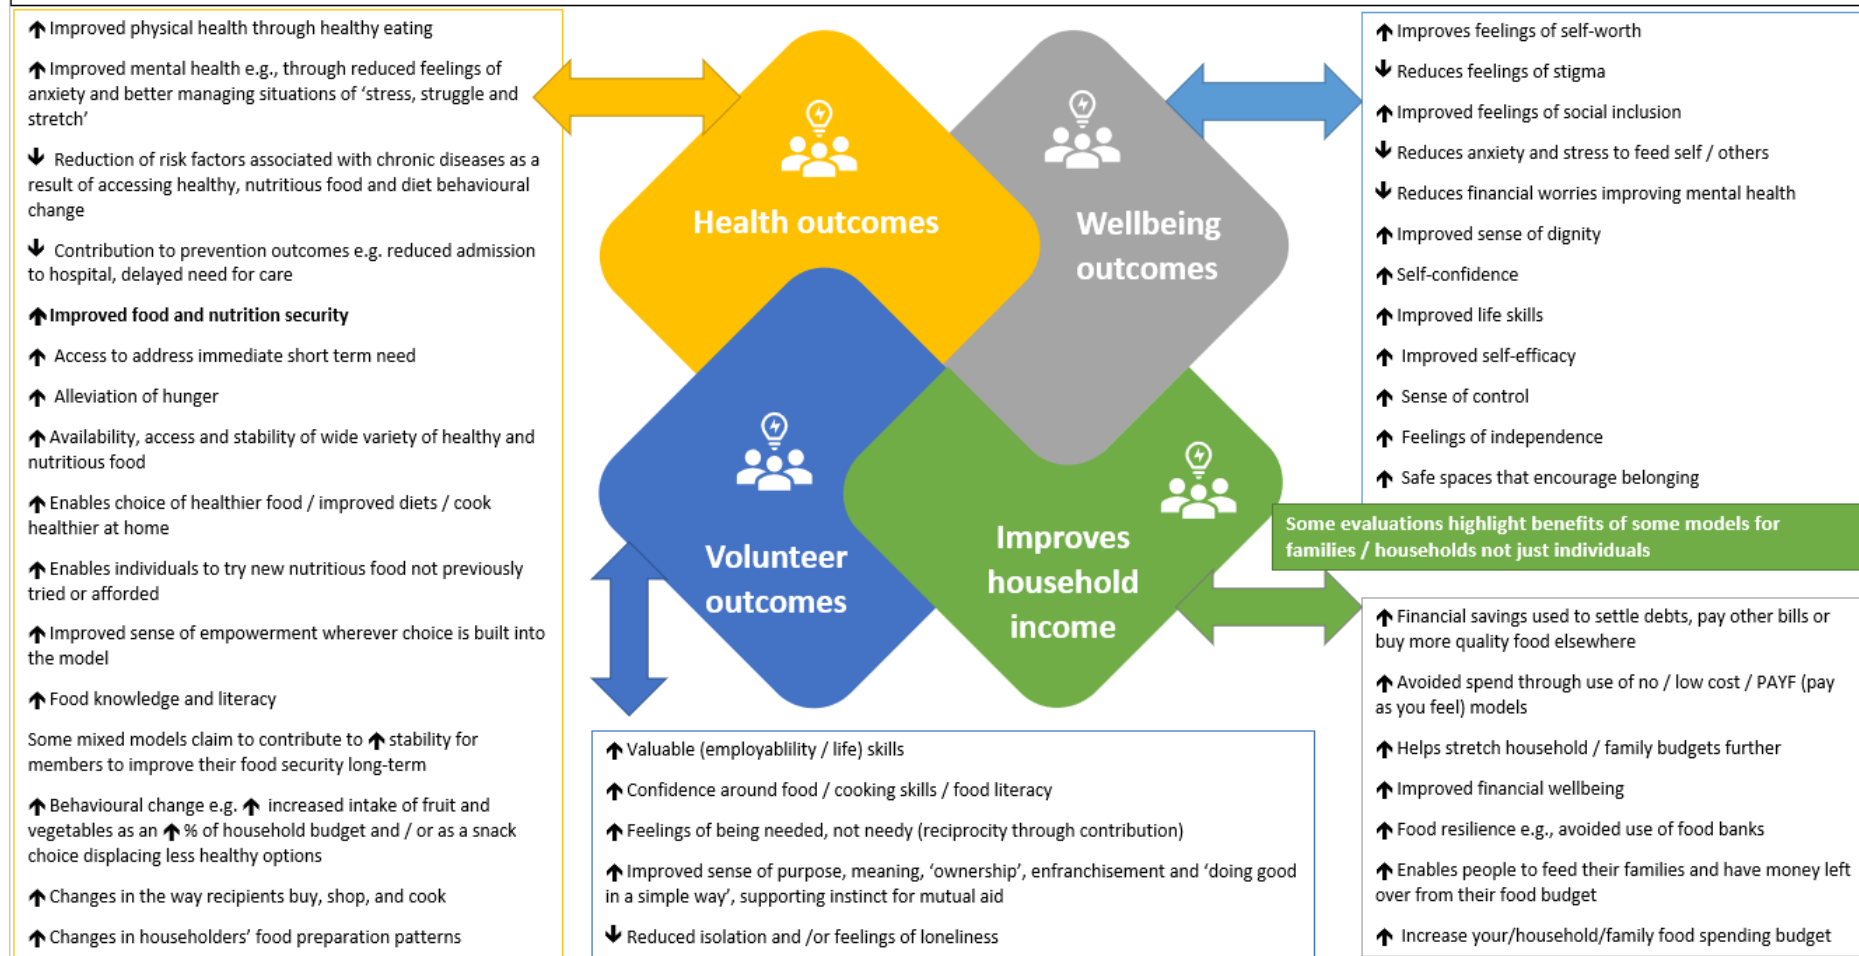 ↑ Improved physical health through healthy eating
↑ Improved mental health e.g., through reduced feelings of
anxiety and better managing situations of ‘stress, struggle and
stretch’
↓ Reduction of risk factors associated with chronic diseases as a
result of accessing healthy, nutritious food and diet behavioural
change
↓ Contribution to prevention outcomes e.g. reduced admission
to hospital, delayed need for care
↑ Improved food and nutrition security
↑ Access to address immediate short term need
↑ Alleviation of hunger
↑ Availability, access and stability of wide variety of healthy and
nutritious food
↑ Enables choice of healthier food / improved diets / cook
healthier at home
↑ Enables individuals to try new nutritious food not previously
tried or afforded
↑ Improved sense of empowerment wherever choice is built into
the model
↑ Food knowledge and literacy
Some mixed models claim to contribute to ↑ stability for
members to improve their food security long-term
↑ Behavioural change e.g. ↑ increased intake of fruit and
vegetables as an ↑ % of household budget and / or as a snack
choice displacing less healthy options
↑ Changes in the way recipients buy, shop, and cook
↑ Changes in householders’ food preparation patterns
Health outcomes
Wellbeing
outcomes
Volunteer
outcomes
Improves
household
income
↑ Improves feelings of self-worth
↓ Reduces feelings of stigma
↑ Improved feelings of social inclusion
↓ Reduces anxiety and stress to feed self / others
↓ Reduces financial worries improving mental health
↑ Improved sense of dignity
↑ Self-confidence
↑ Improved life skills
↑ Improved self-efficacy
↑ Sense of control
↑ Feelings of independence
↑ Safe spaces that encourage belonging
Some evaluations highlight benefits of some models for
families / households not just individuals
↑ Valuable (employablility / life) skills
↑ Confidence around food / cooking skills / food literacy
↑ Feelings of being needed, not needy (reciprocity through contribution)
↑ Improved sense of purpose, meaning, ‘ownership’, enfranchisement and ‘doing good
in a simple way’, supporting instinct for mutual aid
↓ Reduced isolation and /or feelings of loneliness
↑ Financial savings used to settle debts, pay other bills or
buy more quality food elsewhere
↑ Avoided spend through use of no / low cost / PAYF (pay
as you feel) models
↑ Helps stretch household / family budgets further
↑ Improved financial wellbeing
↑ Food resilience e.g., avoided use of food banks
↑ Enables people to feed their families and have money left
over from their food budget
↑ Increase your/household/family food spending budget